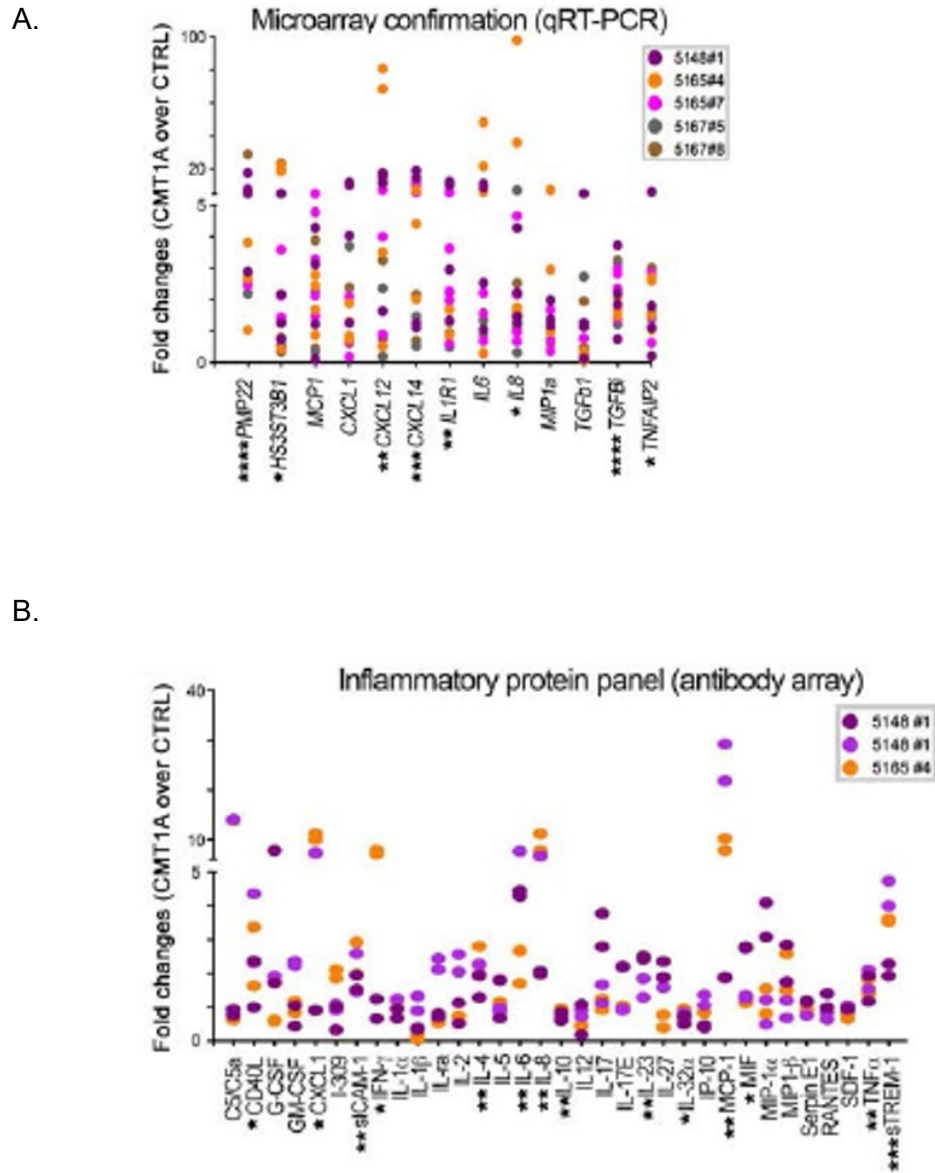 A.
Microarray confirmation (qRT-PCR)
Fold changes (CMT1A over CTRL)
100
20
5
0
5148#1
5165#4
5165#7
5167#5
5167#8
****PMP22
*HS3ST3B1
MCP1
CXCL1
**CXCL12
***CXCL14
**IL1R1
IL6
*IL8
MIP1a
TGFb1
****TGFBi
*TNFAIP2
B.
Inflammatory protein panel (antibody array)
Fold changes (CMT1A over CTRL)
40
10
5
0
5148 #1
5148 #1
5165 #4
C5/C5a
*CD40L
G-CSF
GM-CSF
*CXCL1
I-309
**sICAM-1
*IFN-γ
IL-1α
IL-1β
IL-ra
IL-2
**IL-4
IL-5
**IL-6
**IL-8
**IL-10
IL12
IL-17
IL-17E
**IL-23
IL-27
*IL-32α
IP-10
**MCP-1
*MIF
MIP-1α
MIP1-β
Serpin E1
RANTES
SDF-1
**TNFα
***sTREM-1